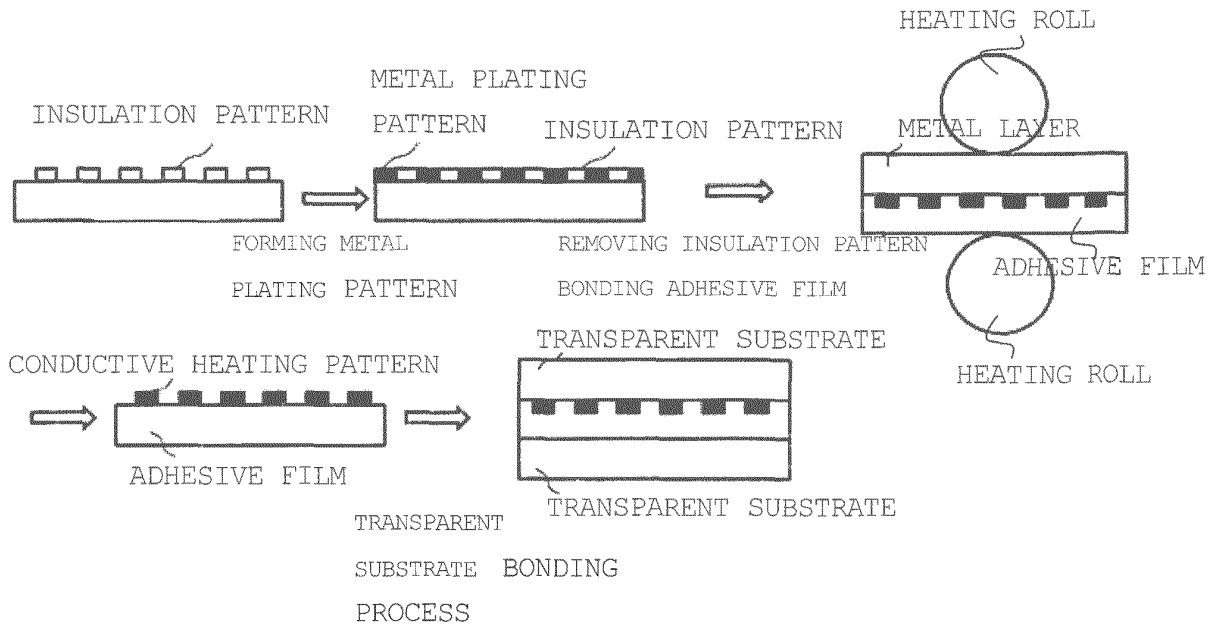 HEATING ROLL
METAL PLATING
PATTERN
INSULATION PATTERN
INSULATION PATTERN
METAL LAYER
FORMING METAL
PLATING PATTERN
REMOVING INSULATION PATTERN
BONDING ADHESIVE FILM
ADHESIVE FILM
HEATING ROLL
CONDUCTIVE HEATING PATTERN
ADHESIVE FILM
TRANSPARENT SUBSTRATE
TRANSPARENT SUBSTRATE
TRANSPARENT
SUBSTRATE BONDING
PROCESS